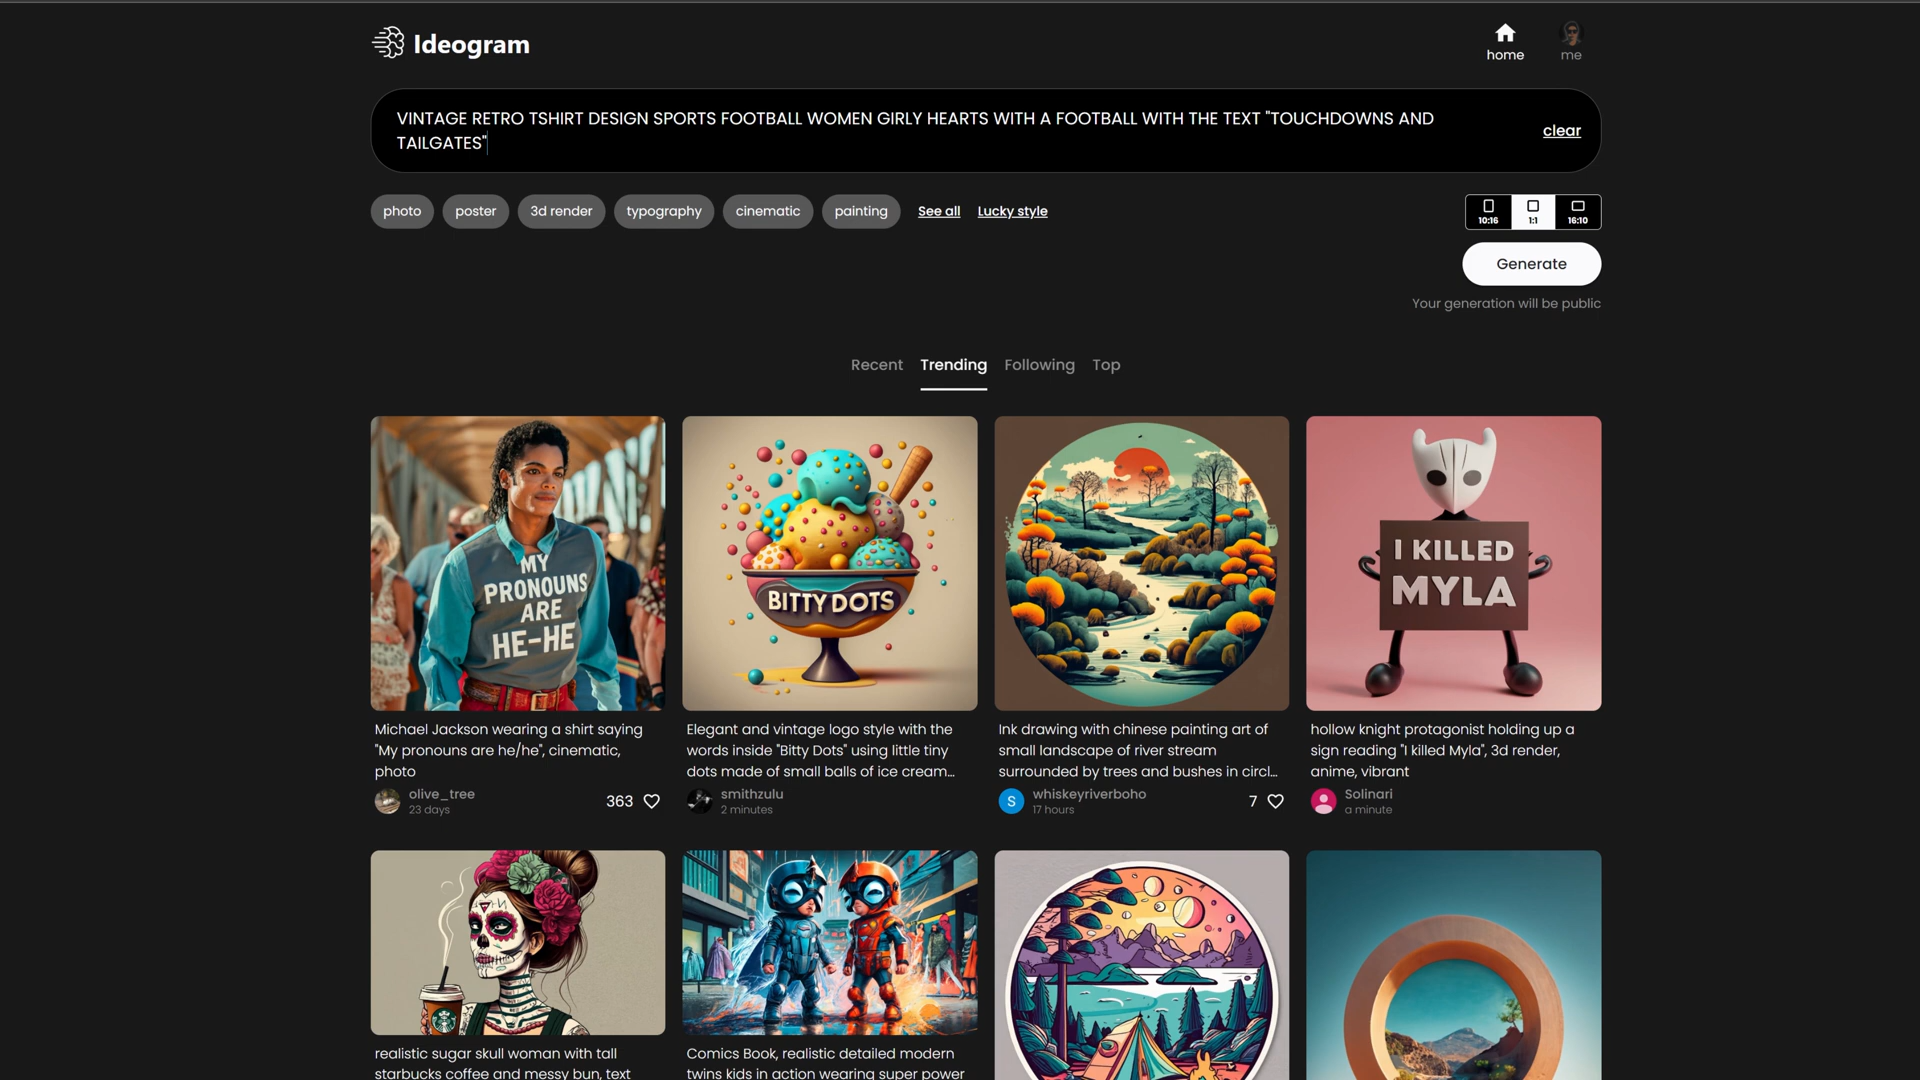 Ideogram
home
me
VINTAGE RETRO TSHIRT DESIGN SPORTS FOOTBALL WOMEN GIRLY HEARTS WITH A FOOTBALL WITH THE TEXT "TOUCHDOWNS AND
TAILGATES"
clear
photo
poster
3d render
typography
cinematic
painting
See all
Lucky style
10:16
1:1
16:10
Generate
Your generation will be public
Recent
Trending
Following
Top
MY
PRONOUNS
ARE
HE-HE
BITTY DOTS
I KILLED
MYLA
Michael Jackson wearing a shirt saying
"My pronouns are he/he", cinematic,
photo
olive_tree
23 days
363
Elegant and vintage logo style with the
words inside "Bitty Dots" using little tiny
dots made of small balls of ice cream...
smithzulu
2 minutes
Ink drawing with chinese painting art of
small landscape of river stream
surrounded by trees and bushes in circl...
S
whiskeyriverboho
17 hours
7
hollow knight protagonist holding up a
sign reading "I killed Myla", 3d render,
anime, vibrant
Solinari
a minute
realistic sugar skull woman with tall
starbucks coffee and messy bun, text
Comics Book, realistic detailed modern
twins kids in action wearing super power